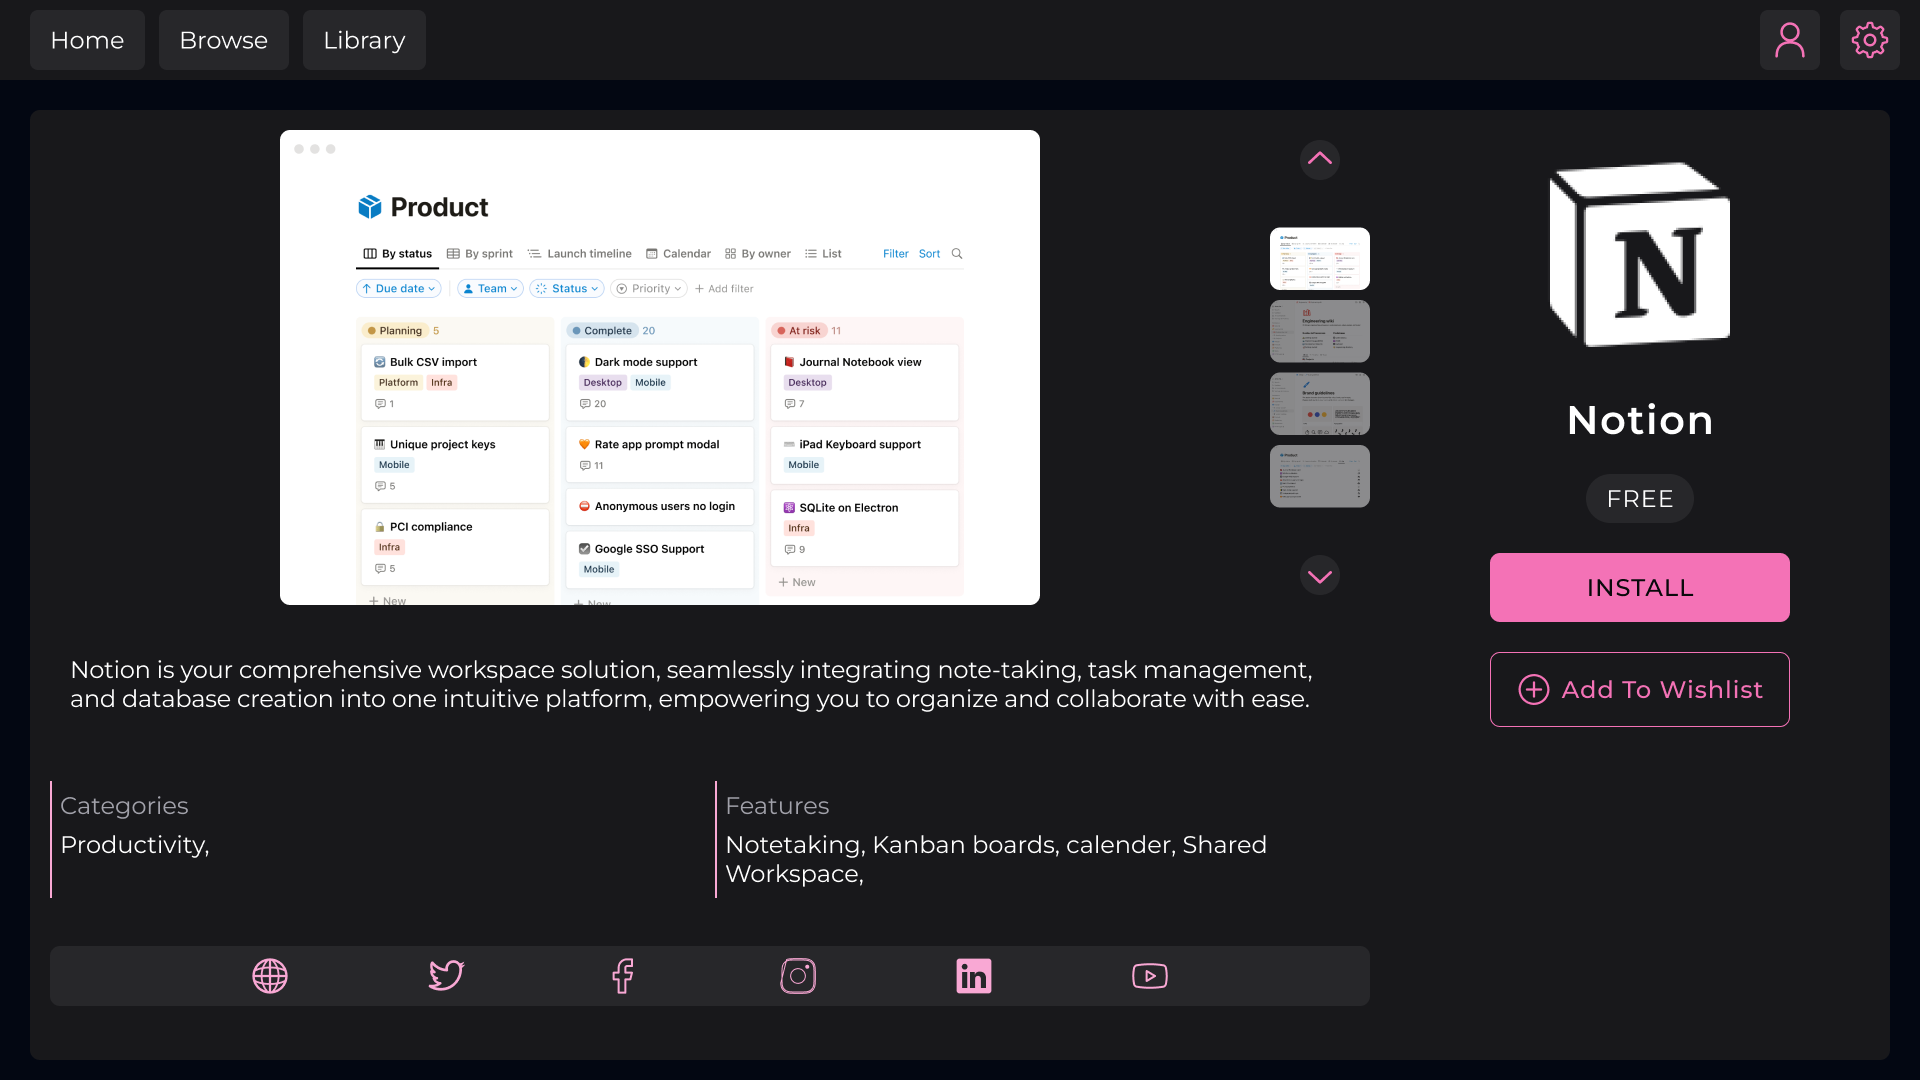 Home
Browse
Library
Product
By status
By sprint
Launch timeline
Calendar
By owner
List
Filter
Sort
Due date
Team
Status
Priority
Add filter
Planning 5
Bulk CSV import
Platform Infra
1
Unique project keys
Mobile
5
PCI compliance
Infra
5
New
Complete 20
Dark mode support
Desktop Mobile
20
Rate app prompt modal
11
Anonymous users no login
Google SSO Support
Mobile
New
At risk 11
Journal Notebook view
Desktop
7
iPad Keyboard support
Mobile
SQLite on Electron
Infra
9
New
Product
Engineering wiki
Brand guidelines
Product
N
Notion
FREE
INSTALL
Add To Wishlist
Notion is your comprehensive workspace solution, seamlessly integrating note-taking, task management,
and database creation into one intuitive platform, empowering you to organize and collaborate with ease.
Categories
Productivity,
Features
Notetaking, Kanban boards, calender, Shared
Workspace,